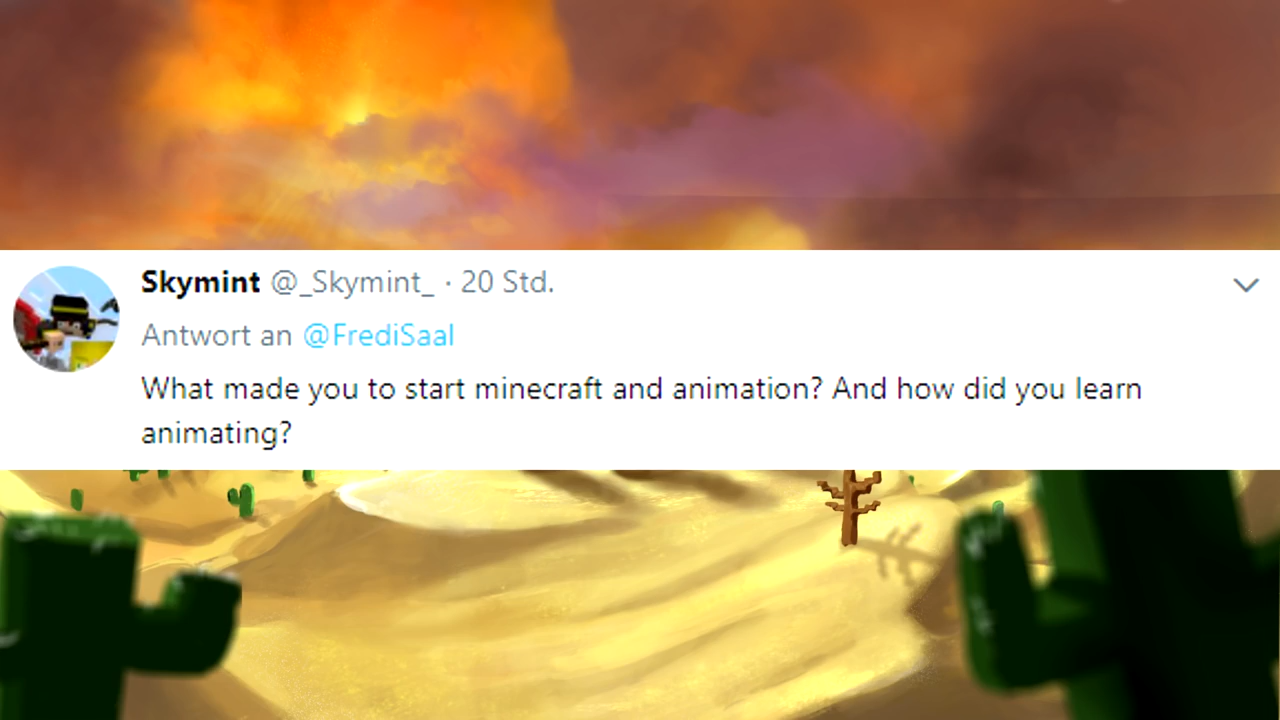 Skymint @_Skymint_ · 20 Std.
Antwort an @FrediSaal
What made you to start minecraft and animation? And how did you learn
animating?